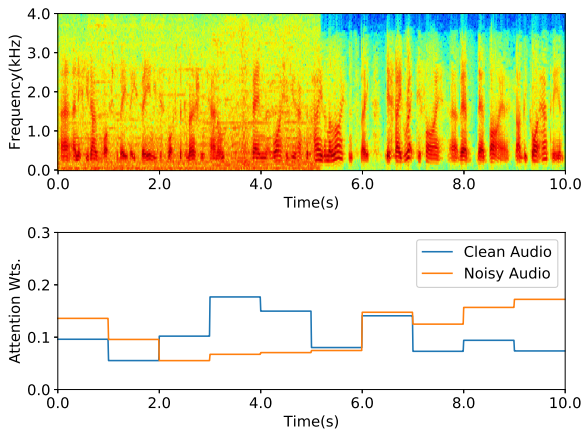 4.0
3.0
2.0
1.0
0.0
Frequency(kHz)
0.0 2.0 4.0 6.0 8.0 10.0
Time(s)
0.3
0.2
0.1
0.0
Attention Wts.
Clean Audio
Noisy Audio
0.0 2.0 4.0 6.0 8.0 10.0
Time(s)